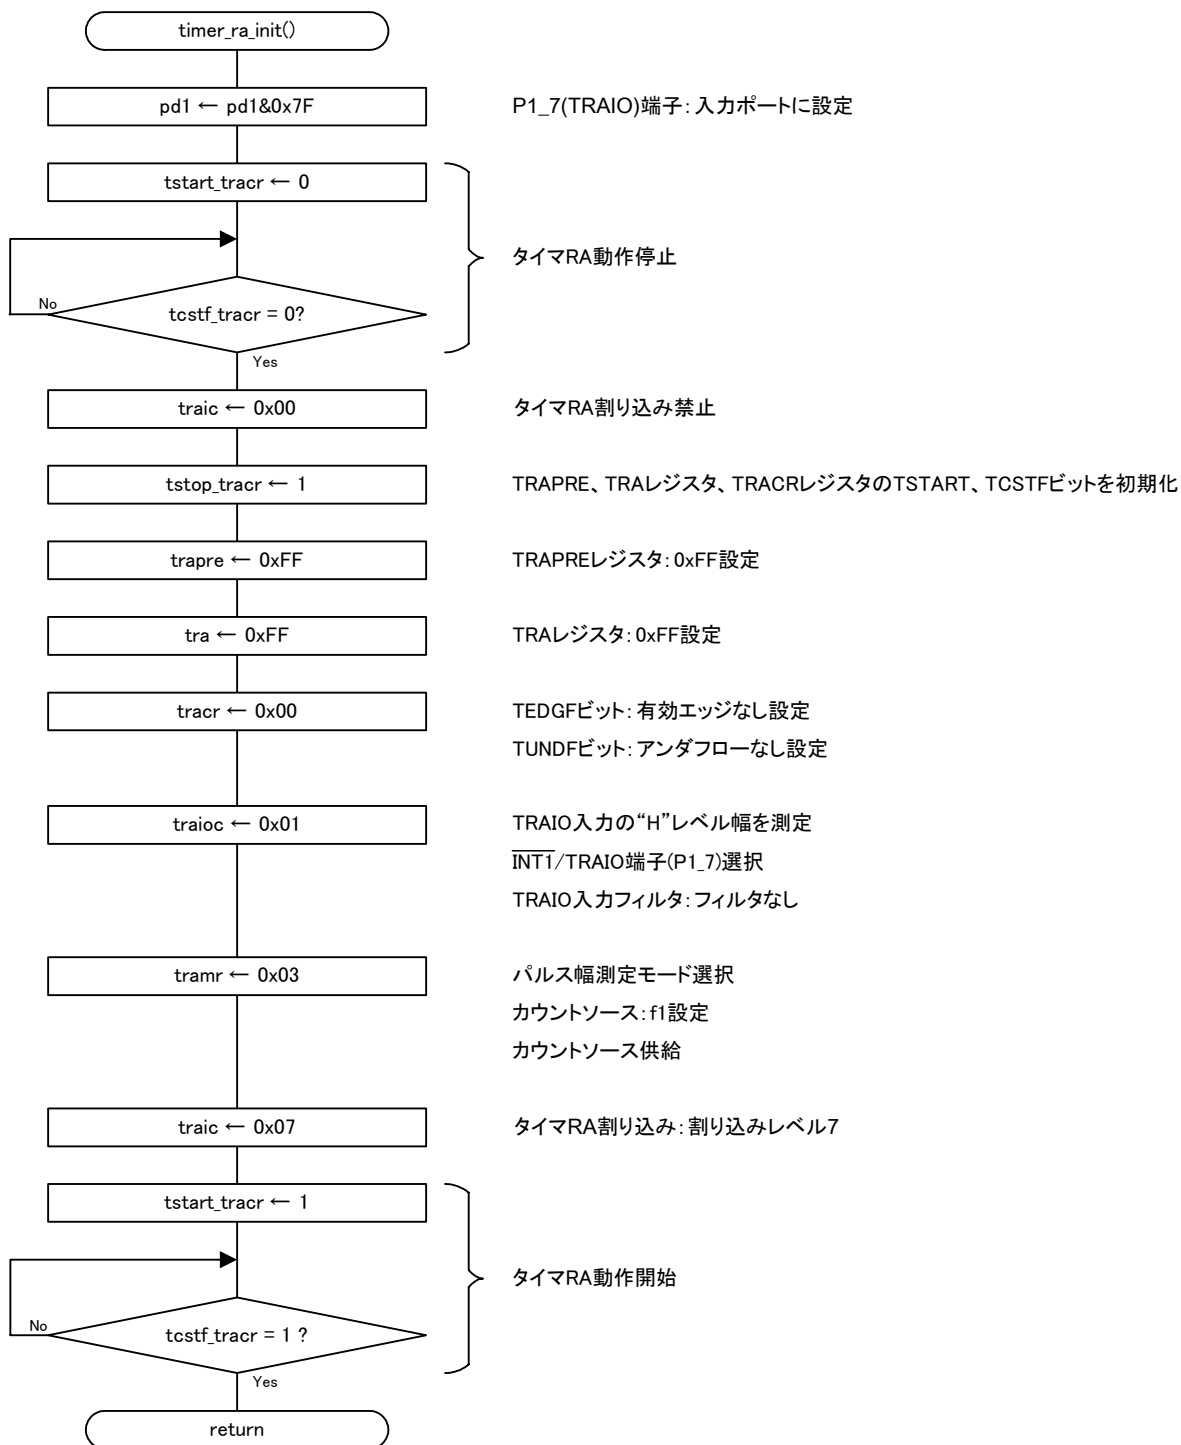 timer_ra_init()
pd1 ← pd1&0x7F
P1_7(TRAIO)端子: 入力ポートに設定
tstart_tracr ← 0
タイマRA動作停止
No
tcstf_tracr = 0?
Yes
traic ← 0x00
タイマRA割り込み禁止
tstop_tracr ← 1
TRAPRE、TRAレジスタ、TRACRレジスタのTSTART、TCSTFビットを初期化
trapre ← 0xFF
TRAPREレジスタ: 0xFF設定
tra ← 0xFF
TRAレジスタ: 0xFF設定
tracr ← 0x00
TEDGFビット: 有効エッジなし設定
TUNDFビット: アンダフローなし設定
traioc ← 0x01
TRAIO入力の“H”レベル幅を測定
INT1/TRAIO端子(P1_7)選択
TRAIO入力フィルタ: フィルタなし
tramr ← 0x03
パルス幅測定モード選択
カウントソース: f1設定
カウントソース供給
traic ← 0x07
タイマRA割り込み: 割り込みレベル7
tstart_tracr ← 1
タイマRA動作開始
No
tcstf_tracr = 1 ?
Yes
return